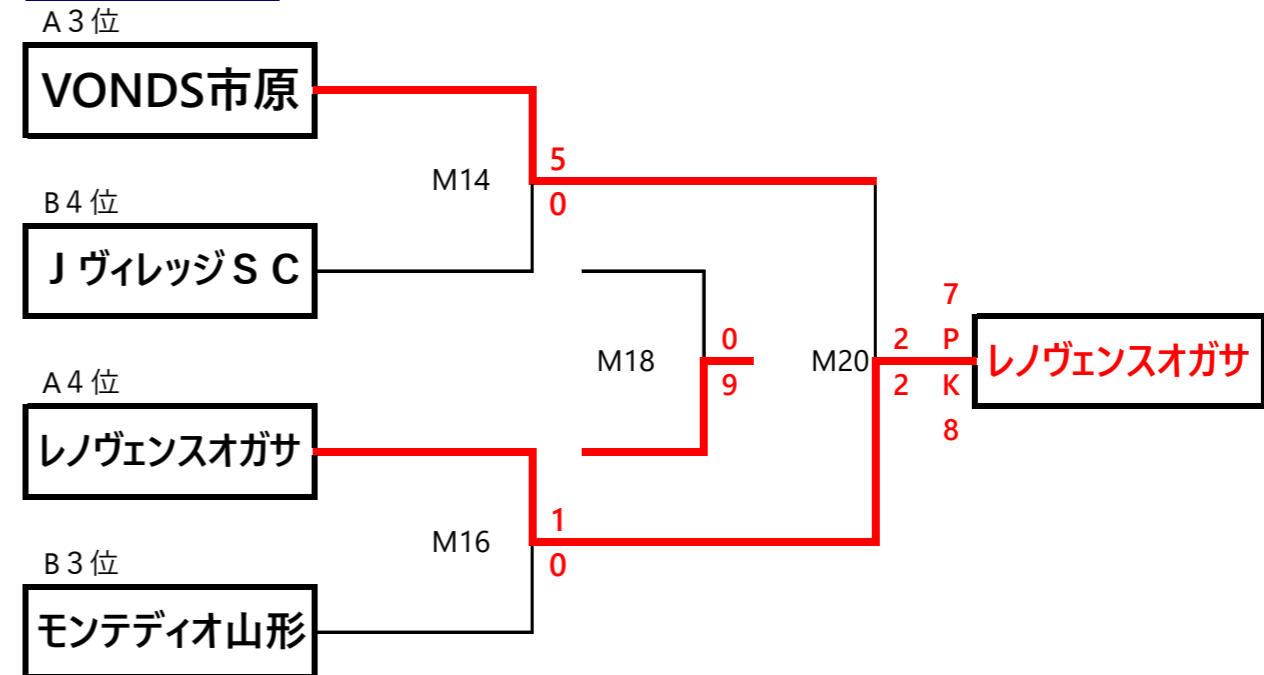 A３位
VONDS市原
M14
5
0
B４位
ＪヴィレッジＳＣ
A４位
レノヴェンスオガサ
M16
1
0
B３位
モンテディオ山形
M18
0
9
M20
2
2
7
P
K
8
レノヴェンスオガサ